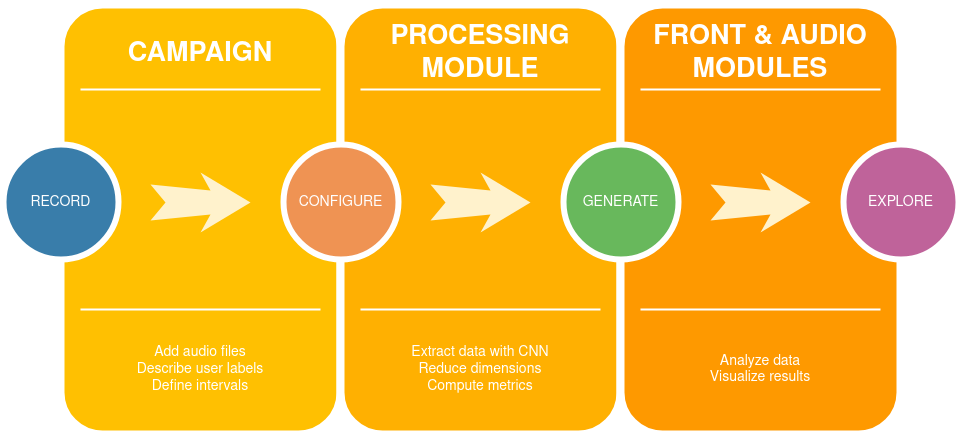 CAMPAIGN
PROCESSING
MODULE
FRONT & AUDIO
MODULES
RECORD
CONFIGURE
GENERATE
EXPLORE
Add audio files
Describe user labels
Define intervals
Extract data with CNN
Reduce dimensions
Compute metrics
Analyze data
Visualize results